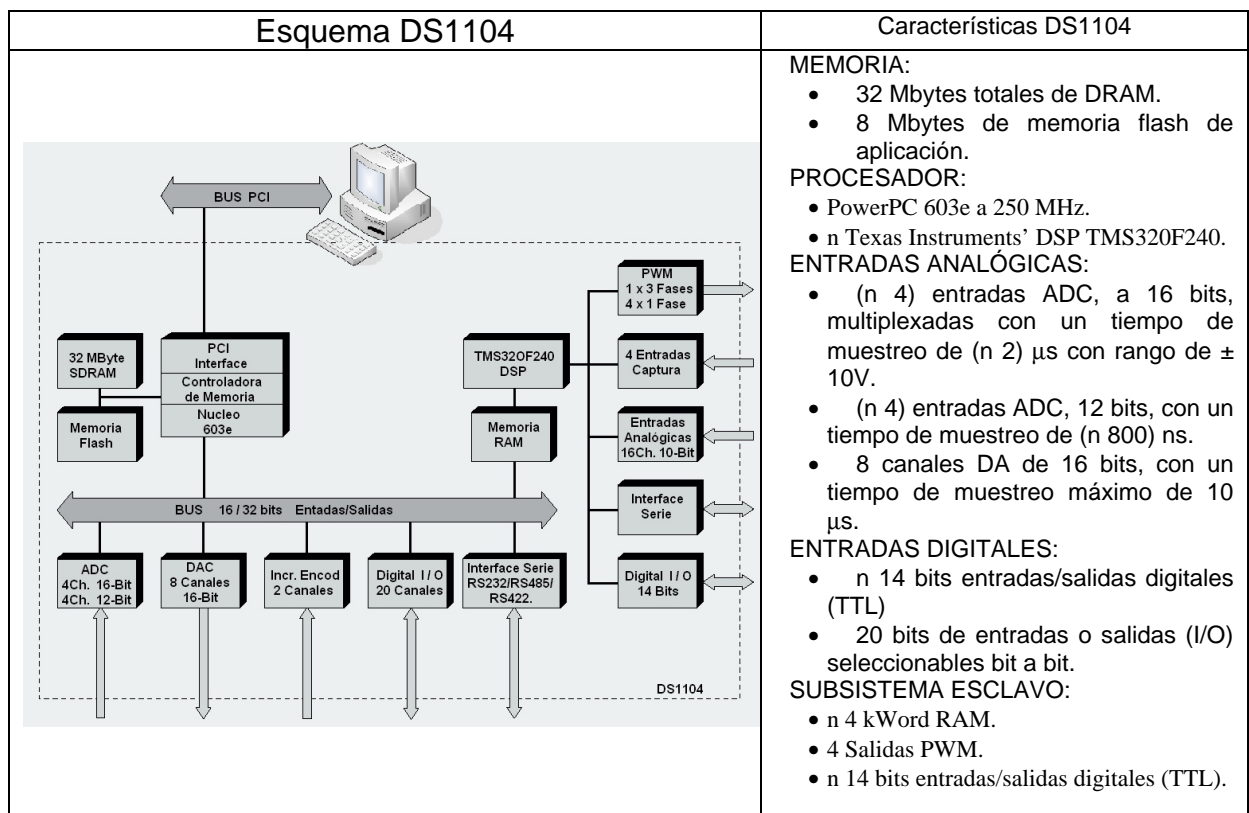 Esquema DS1104
BUS PCI
PWM
1 x 3 Fases
4 x 1 Fase
32 MByte
SDRAM
PCI
Interface
Controladora
de Memoria
Nucleo
603e
TMS320F240
DSP
4 Entradas
Captura
Memoria
Flash
Memoria
RAM
Entradas
Analógicas
16Ch. 10-Bit
BUS 16 / 32 bits Entadas/Salidas
Interface
Serie
ADC
4Ch. 16-Bit
4Ch. 12-Bit
DAC
8 Canales
16-Bit
Incr. Encod
2 Canales
Digital I / O
20 Canales
Interface Serie
RS232/RS485/
RS422.
Digital I / O
14 Bits
DS1104
Características DS1104
MEMORIA:
• 32 Mbytes totales de DRAM.
• 8 Mbytes de memoria flash de
aplicación.
PROCESADOR:
• PowerPC 603e a 250 MHz.
• n Texas Instruments’ DSP TMS320F240.
ENTRADAS ANALÓGICAS:
• (n 4) entradas ADC, a 16 bits,
multiplexadas con un tiempo de
muestreo de (n 2) μs con rango de ±
10V.
• (n 4) entradas ADC, 12 bits, con un
tiempo de muestreo de (n 800) ns.
• 8 canales DA de 16 bits, con un
tiempo de muestreo máximo de 10
μs.
ENTRADAS DIGITALES:
• n 14 bits entradas/salidas digitales
(TTL)
• 20 bits de entradas o salidas (I/O)
seleccionables bit a bit.
SUBSISTEMA ESCLAVO:
• n 4 kWord RAM.
• 4 Salidas PWM.
• n 14 bits entradas/salidas digitales (TTL).